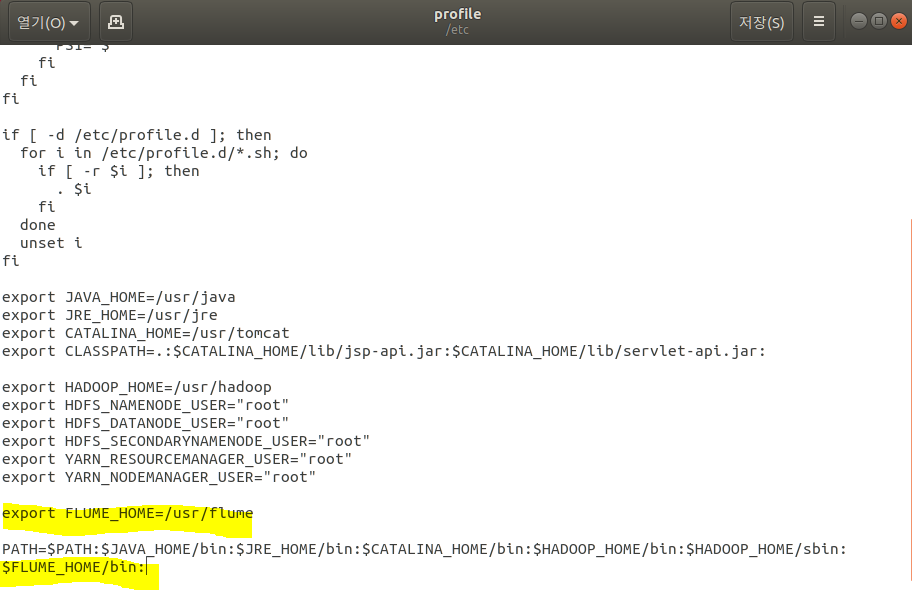 열기(O)
profile
/etc
저장(S)
PS1='$ '
    fi
  fi
fi
if [ -d /etc/profile.d ]; then
  for i in /etc/profile.d/*.sh; do
    if [ -r $i ]; then
      . $i
    fi
  done
  unset i
fi
export JAVA_HOME=/usr/java
export JRE_HOME=/usr/jre
export CATALINA_HOME=/usr/tomcat
export CLASSPATH=.:$CATALINA_HOME/lib/jsp-api.jar:$CATALINA_HOME/lib/servlet-api.jar:
export HADOOP_HOME=/usr/hadoop
export HDFS_NAMENODE_USER="root"
export HDFS_DATANODE_USER="root"
export HDFS_SECONDARYNAMENODE_USER="root"
export YARN_RESOURCEMANAGER_USER="root"
export YARN_NODEMANAGER_USER="root"
export FLUME_HOME=/usr/flume
PATH=$PATH:$JAVA_HOME/bin:$JRE_HOME/bin:$CATALINA_HOME/bin:$HADOOP_HOME/bin:$HADOOP_HOME/sbin:
$FLUME_HOME/bin: